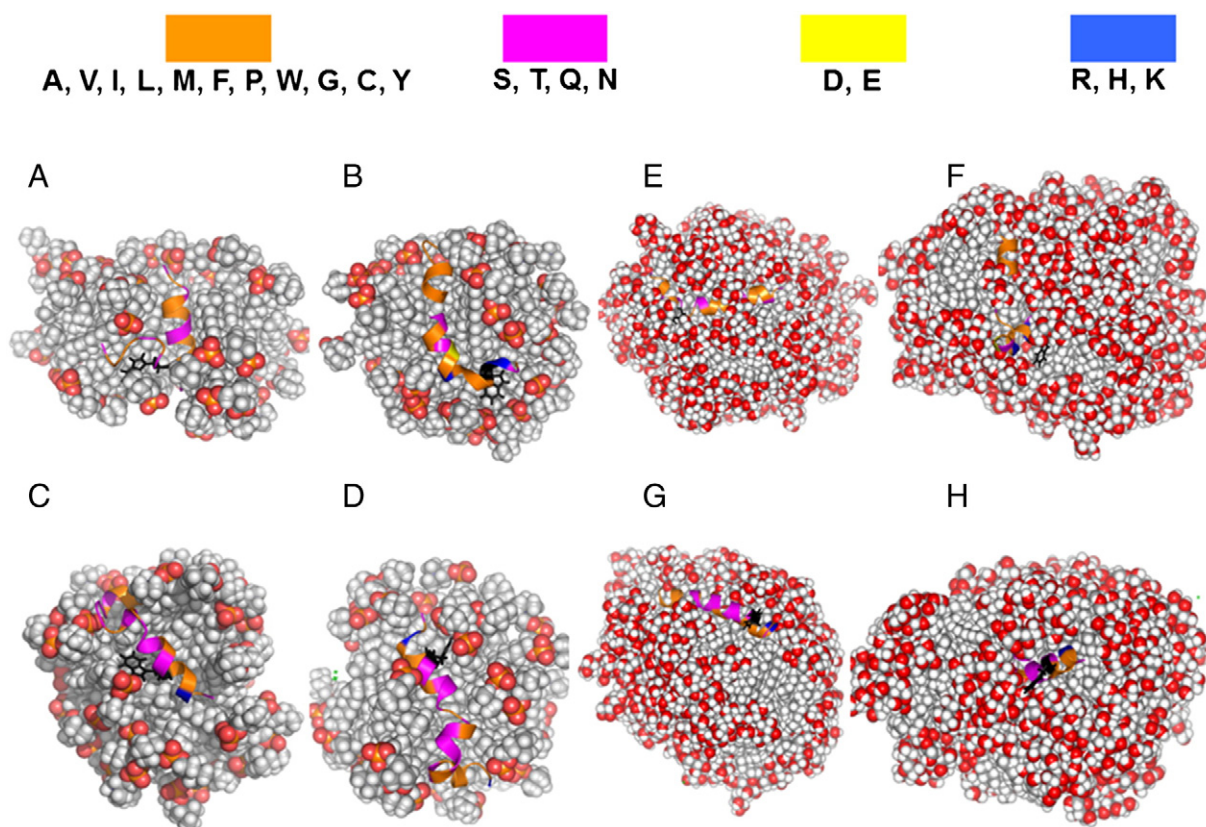 A, V, I, L, M, F, P, W, G, C, Y S, T, Q, N D, E R, H, K
A B E F
C D G H